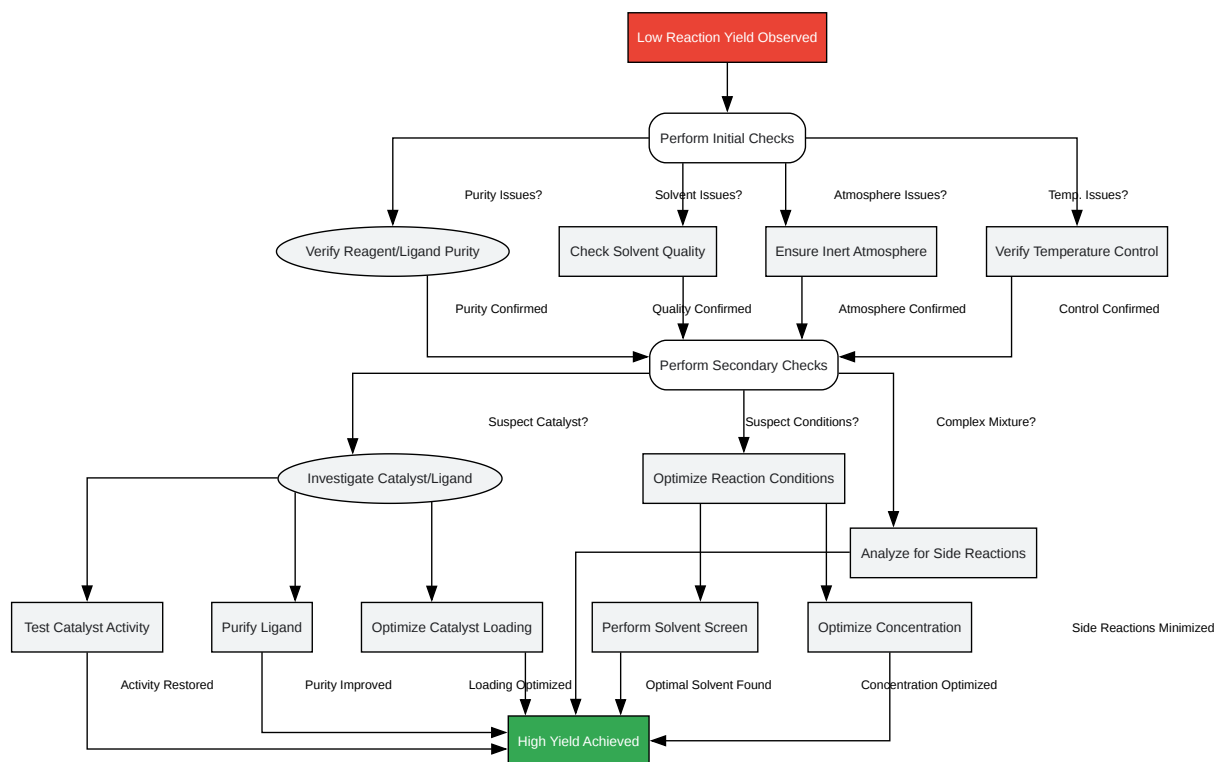 Low Reaction Yield Observed
Perform Initial Checks
Purity Issues?
Solvent Issues?
Atmosphere Issues?
Temp. Issues?
Verify Reagent/Ligand Purity
Check Solvent Quality
Ensure Inert Atmosphere
Verify Temperature Control
Purity Confirmed
Quality Confirmed
Atmosphere Confirmed
Control Confirmed
Perform Secondary Checks
Suspect Catalyst?
Suspect Conditions?
Complex Mixture?
Investigate Catalyst/Ligand
Optimize Reaction Conditions
Analyze for Side Reactions
Test Catalyst Activity
Purify Ligand
Optimize Catalyst Loading
Perform Solvent Screen
Optimize Concentration
Side Reactions Minimized
Activity Restored
Purity Improved
Loading Optimized
Optimal Solvent Found
Concentration Optimized
High Yield Achieved